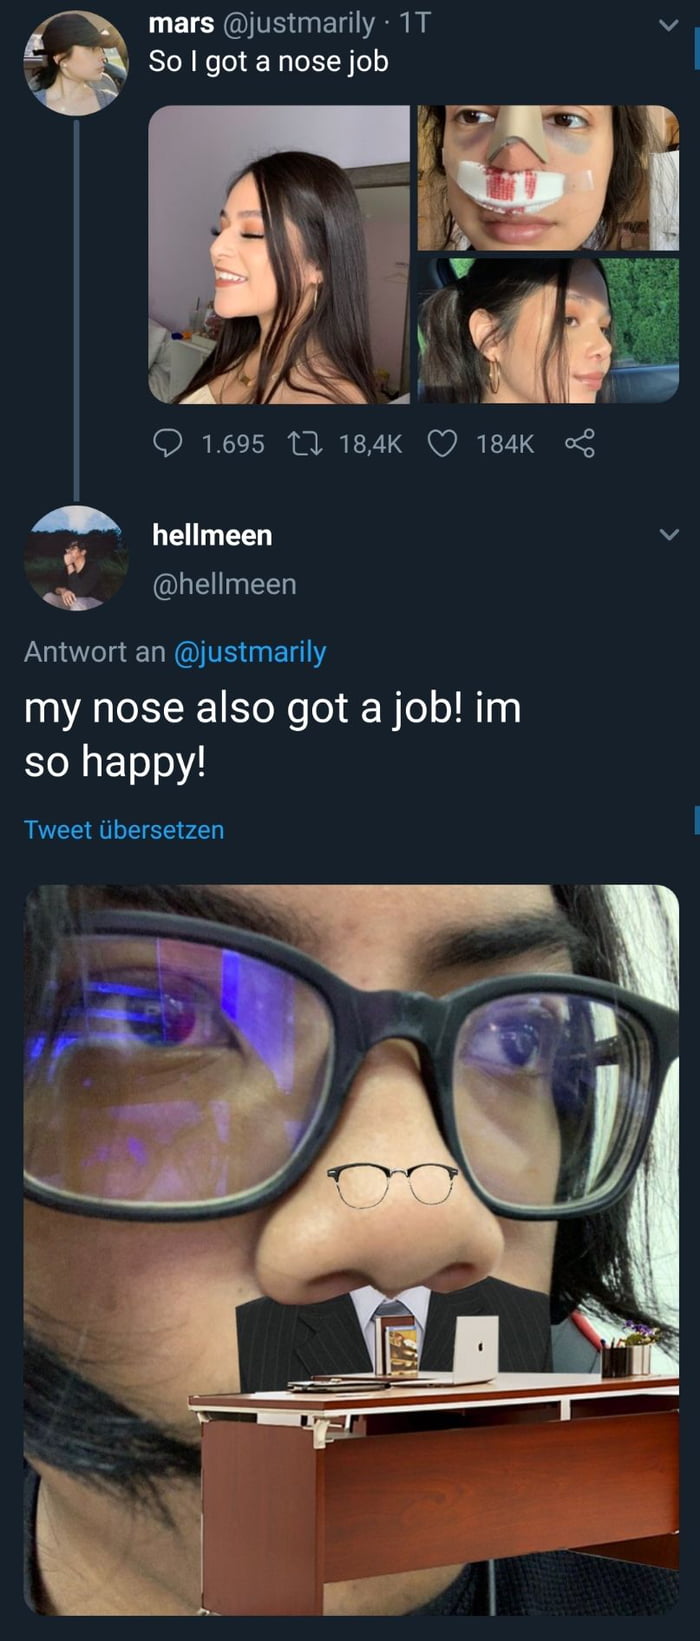 mars @justmarily · 1T
So I got a nose job
1.695 18,4K 184K
hellmeen
@hellmeen
Antwort an @justmarily
my nose also got a job! im
so happy!
Tweet übersetzen